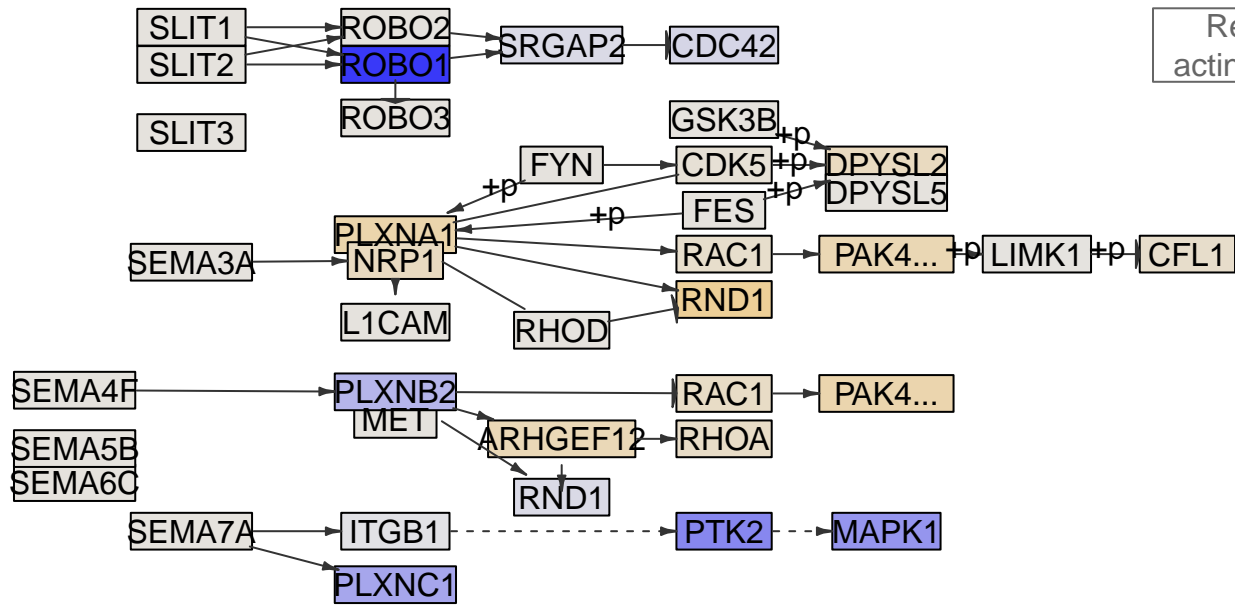 SLIT1
ROBO2
SRGAP2
CDC42
Re
SLIT2
ROBO1
actin
SLIT3
ROBO3
GSK3B
+p
FYN
CDK5
+p
DPYSL2
+p
+p
DPYSL5
PLXNA1
+p
FES
SEMA3A
NRP1
RAC1
PAK4...
+p
LIMK1
+p
CFL1
RND1
L1CAM
RHOD
SEMA4F
PLXNB2
RAC1
PAK4...
MET
ARHGEF12
RHOA
SEMA5B
SEMA6C
RND1
SEMA7A
ITGB1
PTK2
MAPK1
PLXNC1